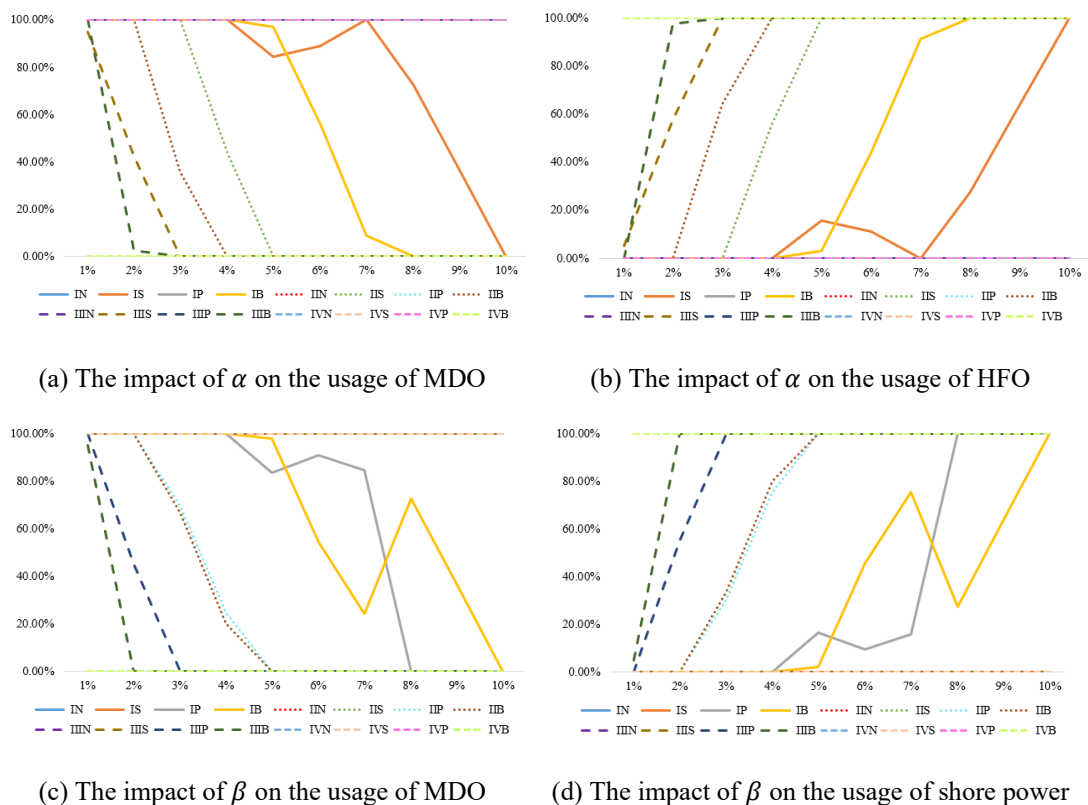 100.00%
80.00%
60.00%
40.00%
20.00%
0.00%
1% 2% 3% 4% 5% 6% 7% 8% 9% 10%
IN IS IP IB IIN IIS IIP IIB
IIIN IIIS IIIP IIIB IVN IVS IVP IVB
(a) The impact of α on the usage of MDO
100.00%
80.00%
60.00%
40.00%
20.00%
0.00%
1% 2% 3% 4% 5% 6% 7% 8% 9% 10%
IN IS IP IB IIN IIS IIP IIB
IIIN IIIS IIIP IIIB IVN IVS IVP IVB
(b) The impact of α on the usage of HFO
100.00%
80.00%
60.00%
40.00%
20.00%
0.00%
1% 2% 3% 4% 5% 6% 7% 8% 9% 10%
IN IS IP IB IIN IIS IIP IIB
IIIN IIIS IIIP IIIB IVN IVS IVP IVB
(c) The impact of β on the usage of MDO
100.00%
80.00%
60.00%
40.00%
20.00%
0.00%
1% 2% 3% 4% 5% 6% 7% 8% 9% 10%
IN IS IP IB IIN IIS IIP IIB
IIIN IIIS IIIP IIIB IVN IVS IVP IVB
(d) The impact of β on the usage of shore power